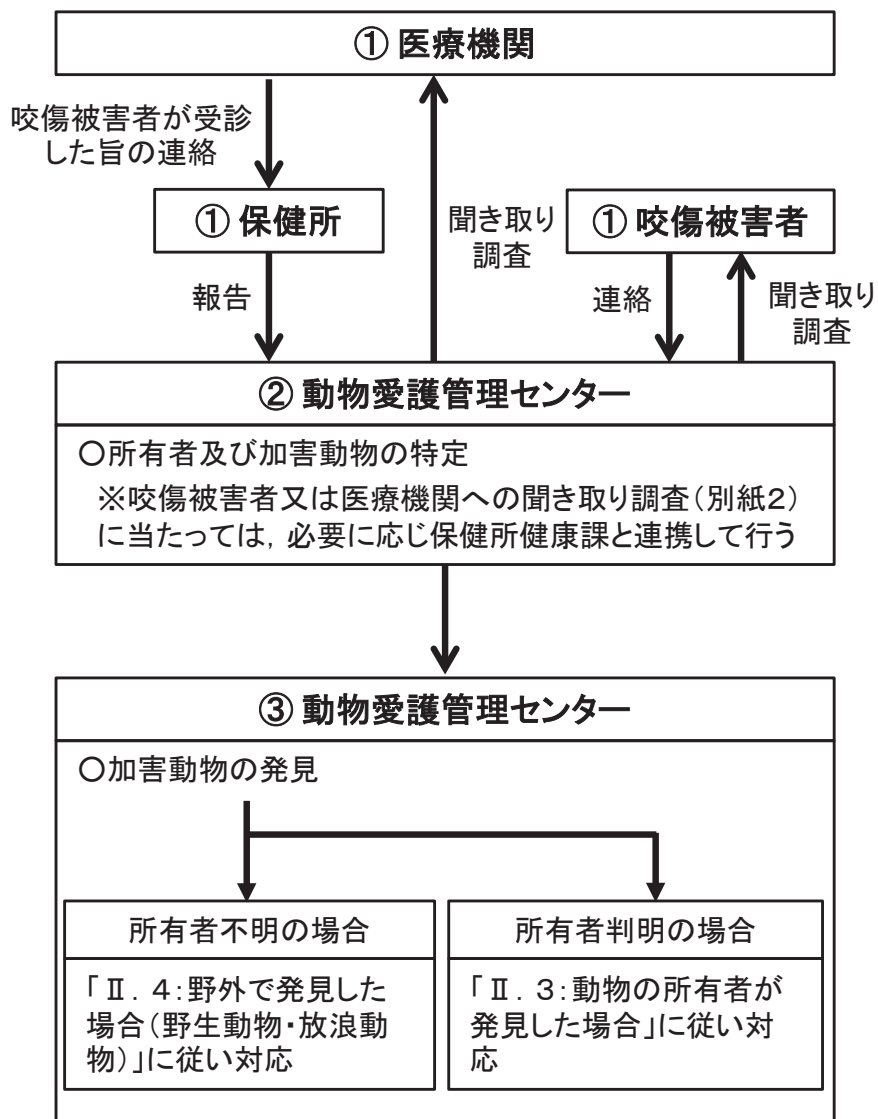 ① 医療機関
咬傷被害者が受診
した旨の連絡
① 保健所
聞き取り
調査
① 咬傷被害者
報告
連絡
聞き取り
調査
② 動物愛護管理センター
〇所有者及び加害動物の特定
※咬傷被害者又は医療機関への聞き取り調査(別紙2)
に当たっては,必要に応じ保健所健康課と連携して行う
③ 動物愛護管理センター
〇加害動物の発見
所有者不明の場合
「Ⅱ.4:野外で発見した
場合(野生動物・放浪動
物)」に従い対応
所有者判明の場合
「Ⅱ.3:動物の所有者が
発見した場合」に従い対
応